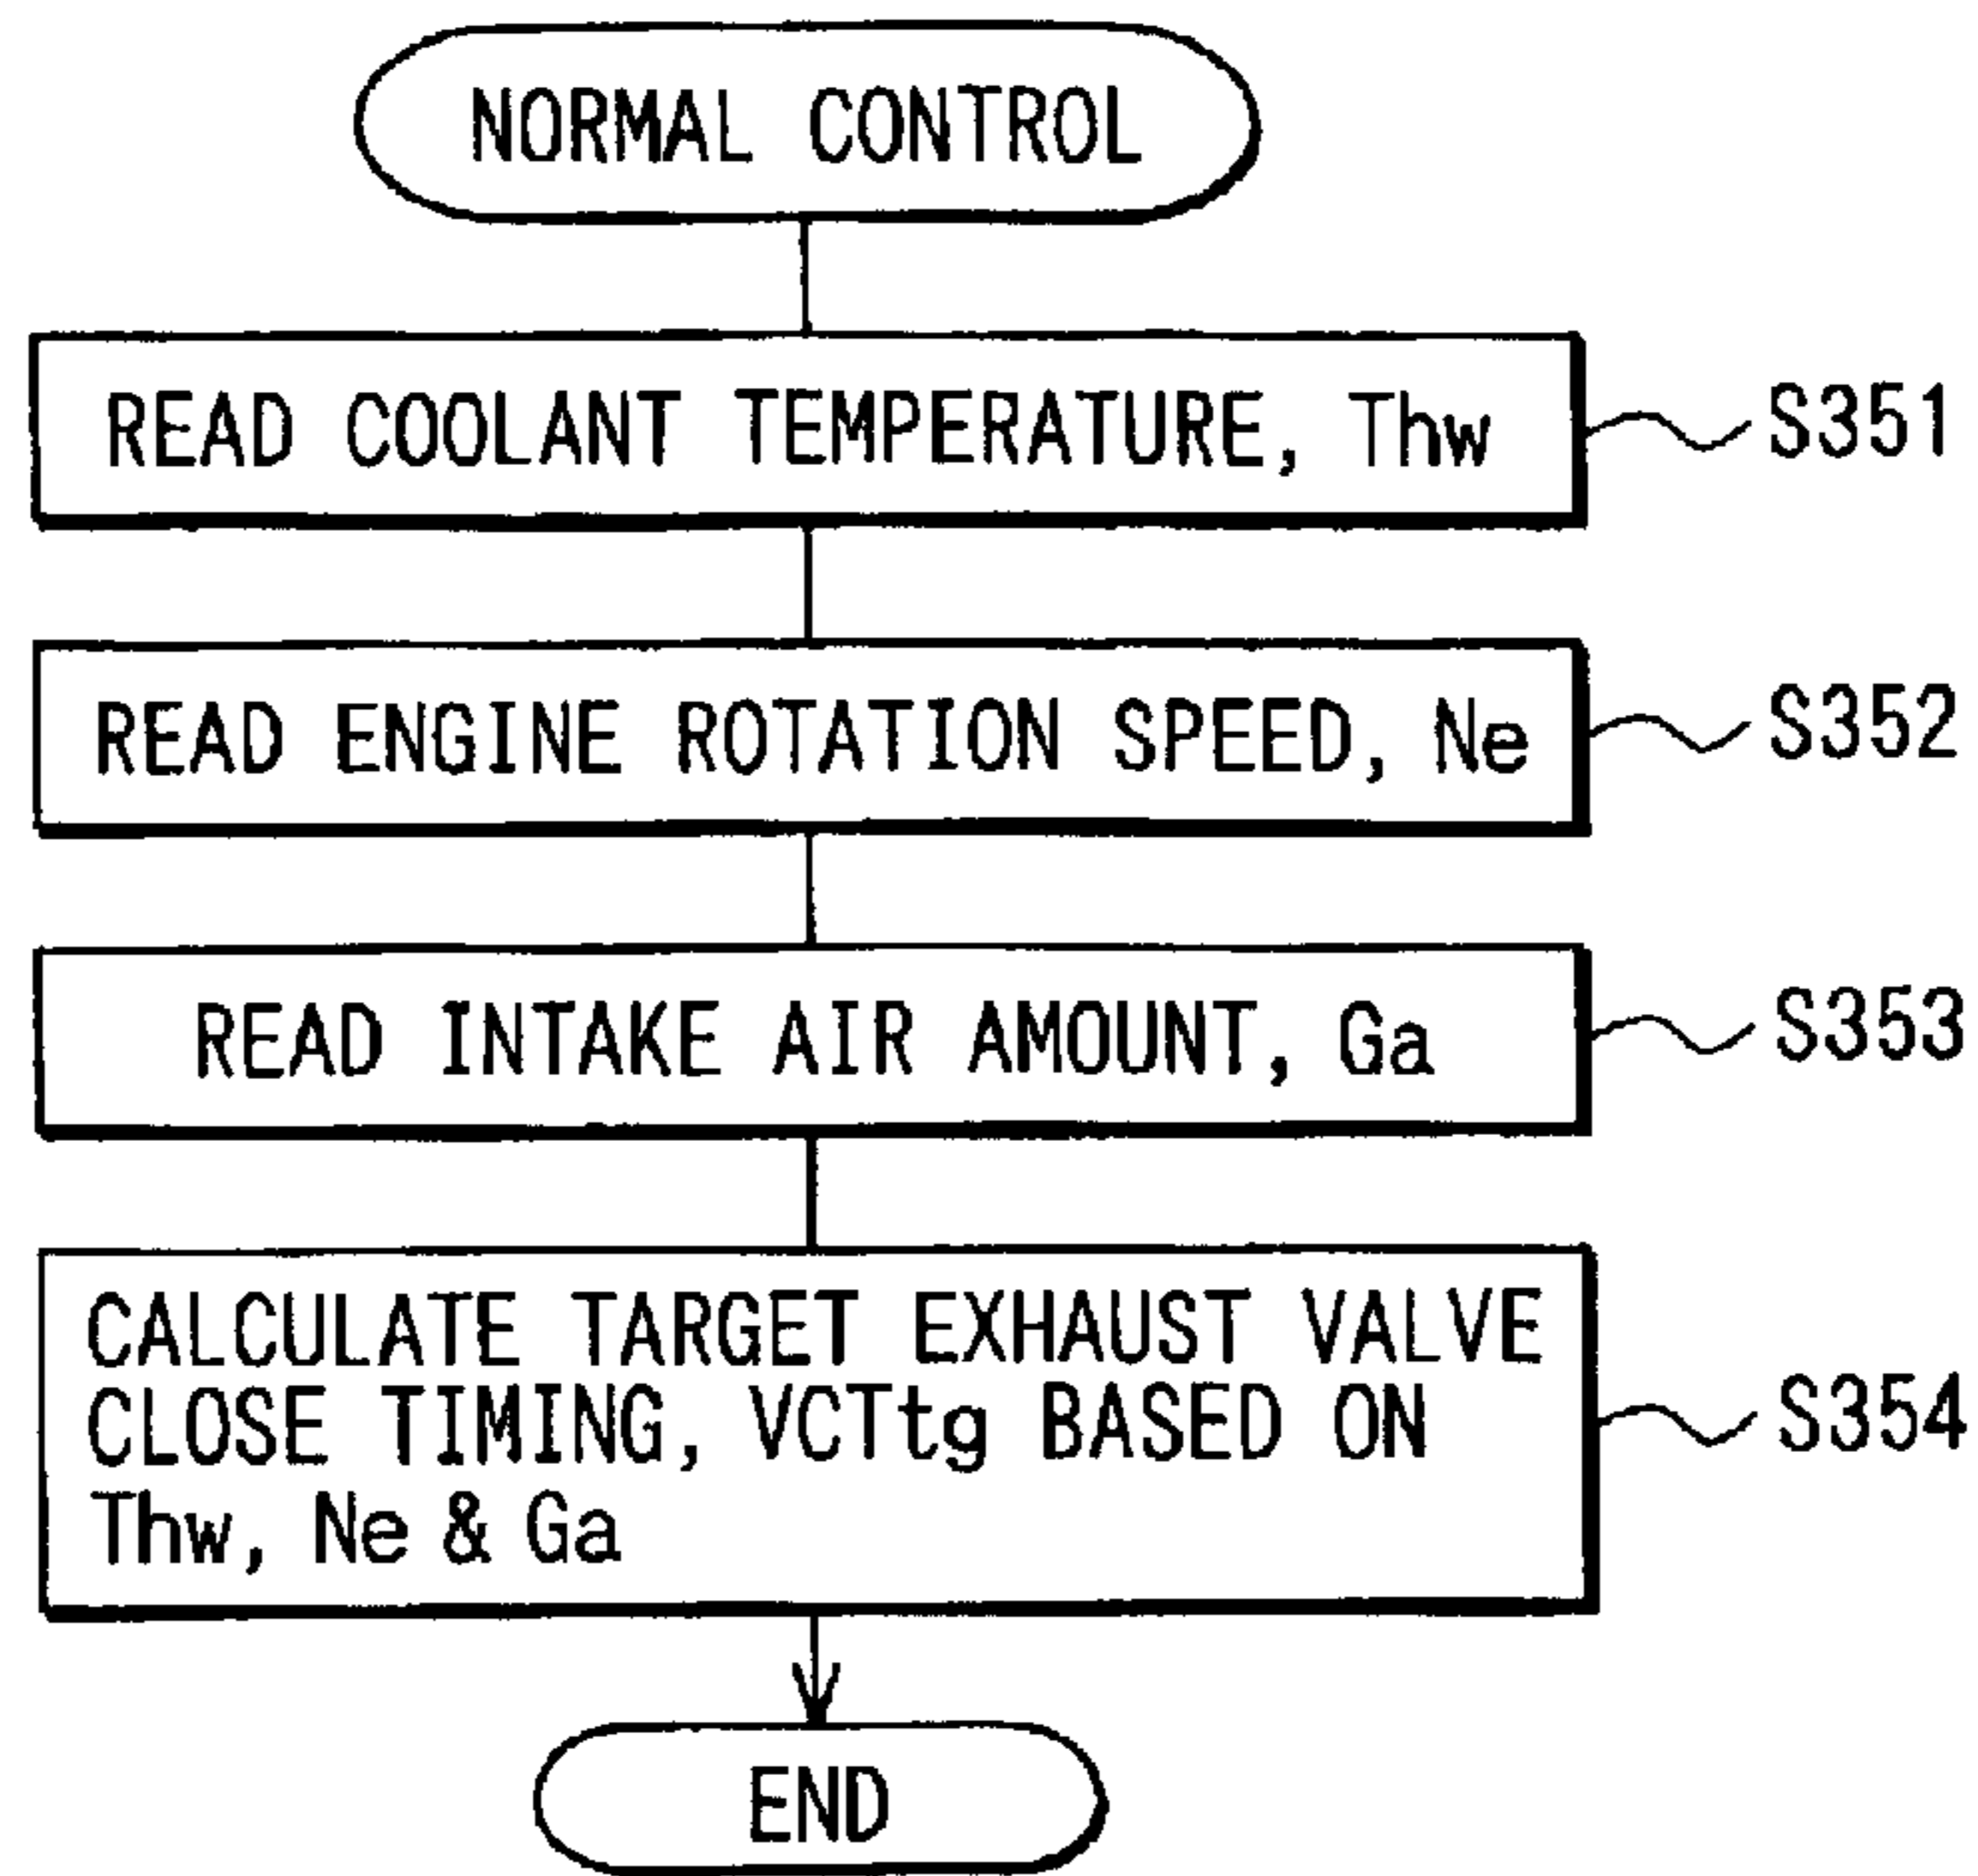 NORMAL CONTROL
READ COOLANT TEMPERATURE, Thw
S351
READ ENGINE ROTATION SPEED, Ne
S352
READ INTAKE AIR AMOUNT, Ga
S353
CALCULATE TARGET EXHAUST VALVE
CLOSE TIMING, VCTtg BASED ON
Thw, Ne & Ga
S354
END